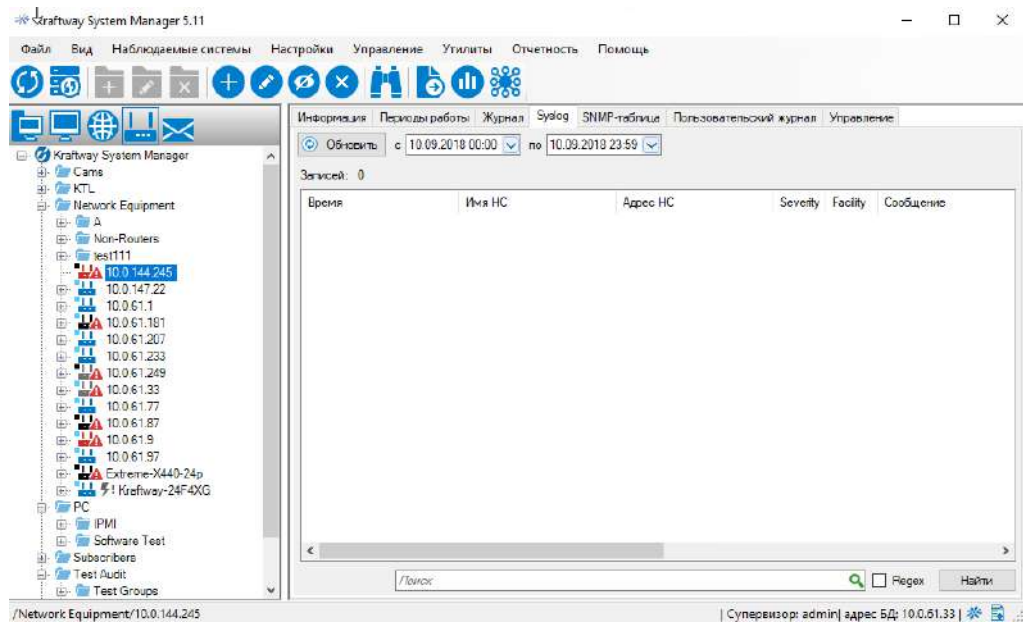 Kraftway System Manager 5.11
Файл Вид Наблюдаемые системы Настройки Управление Утилиты Отчетность Помощь
Информация Периоды работы Журнал Syslog SNMP-таблица Пользовательский журнал Управление
Обновить с 10.09.2018 00:00 по 10.09.2018 23:59
Записей: 0
Время Имя НС Адрес НС Severity Facility Сообщение
Kraftway System Manager
Cams
KTL
Network Equipment
A
Non-Routers
test111
10.0.144.245
10.0.147.22
10.0.61.1
10.0.61.181
10.0.61.207
10.0.61.233
10.0.61.249
10.0.61.33
10.0.61.77
10.0.61.87
10.0.61.9
10.0.61.97
Extreme-X440-24p
Kraftway-24F4XG
PC
IPMI
Software Test
Subscribers
Test Audit
Test Groups
Поиск Regex Найти
/Network Equipment/10.0.144.245 | Супервизор: admin| адрес БД: 10.0.61.33 |